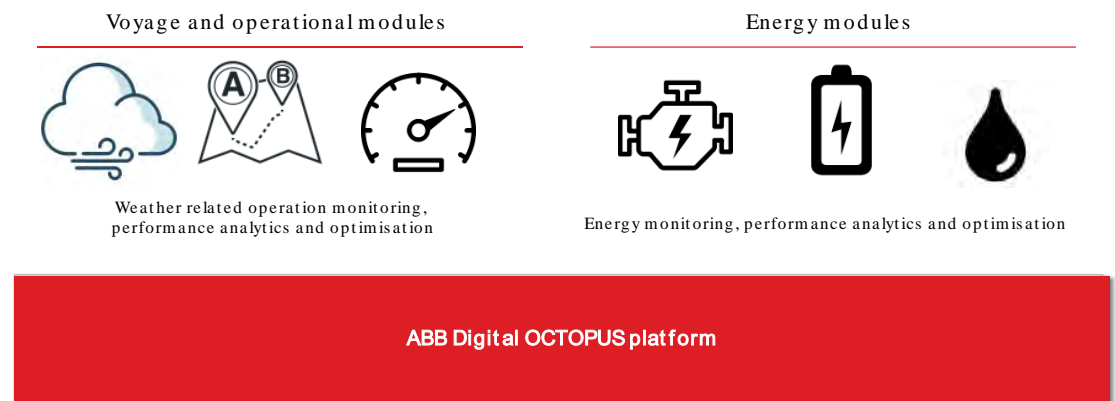 Voyage and operational modules
Energy modules
A B
Weather related operation monitoring,
performance analytics and optimisation
Energy monitoring, performance analytics and optimisation
ABB Digital OCTOPUS platform